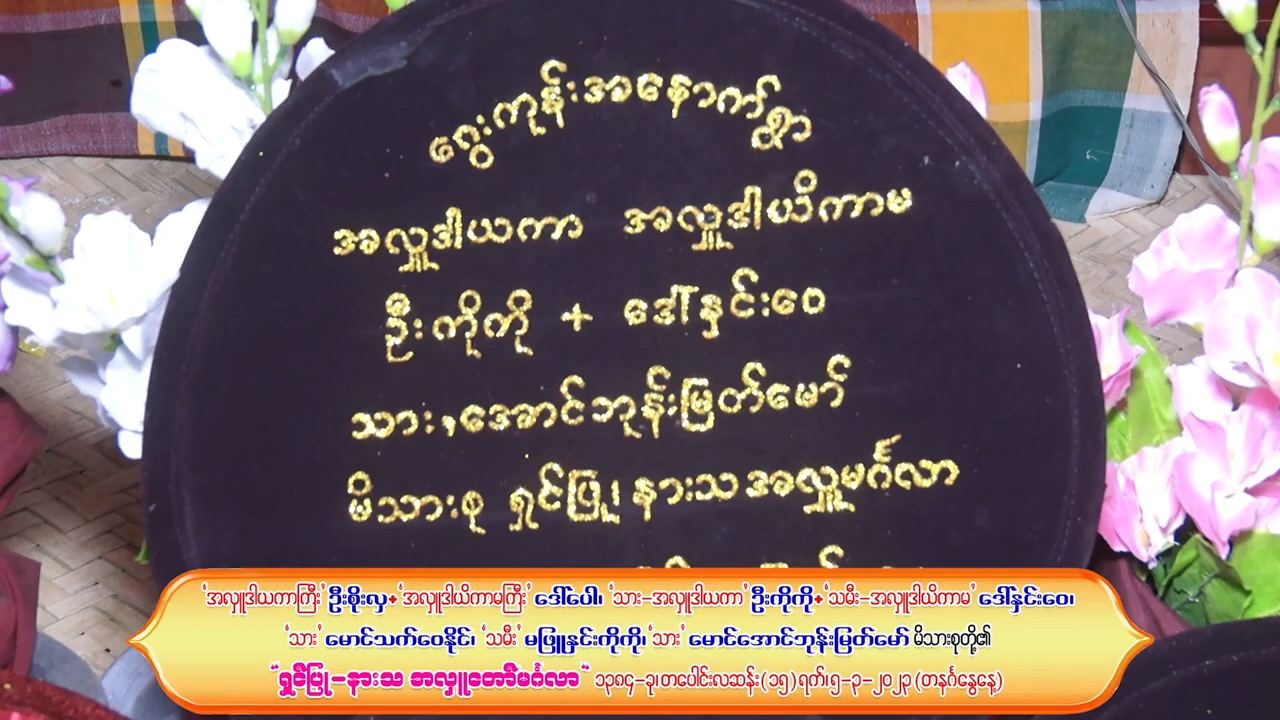 ဂွေးကုန်းအနောက်ရွာ
အလှူဒါယကာ အလှူဒါယိကာမ
ဦးကိုကို + ဒေါ်နှင်းဝေ
သား,အောင်ဘုန်းမြတ်မော်
မိသားစု ရှင်ပြု၊နားသအလှူမင်္ဂလာ
‘အလှူဒါယကာကြီး’ ဦးစိုးလှ+‘အလှူဒါယိကာမကြီး’ ဒေါ်ပေါ၊ ‘သား-အလှူဒါယကာ’ ဦးကိုကို+‘သမီး-အလှူဒါယိကာမ’ ဒေါ်နှင်းဝေ၊
‘သား’ မောင်သက်ဝေနိုင်၊ ‘သမီး’ မဖြူနှင်းကိုကို၊ ‘သား’ မောင်အောင်ဘုန်းမြတ်မော် မိသားစုတို့၏
“ရှင်ပြု-နားသ အလှူတော်မင်္ဂလာ” ၁၃၈၄-ခု၊တပေါင်းလဆန်း(၁၅)ရက်၊၅-၃-၂၀၂၃(တနင်္ဂနွေနေ့)